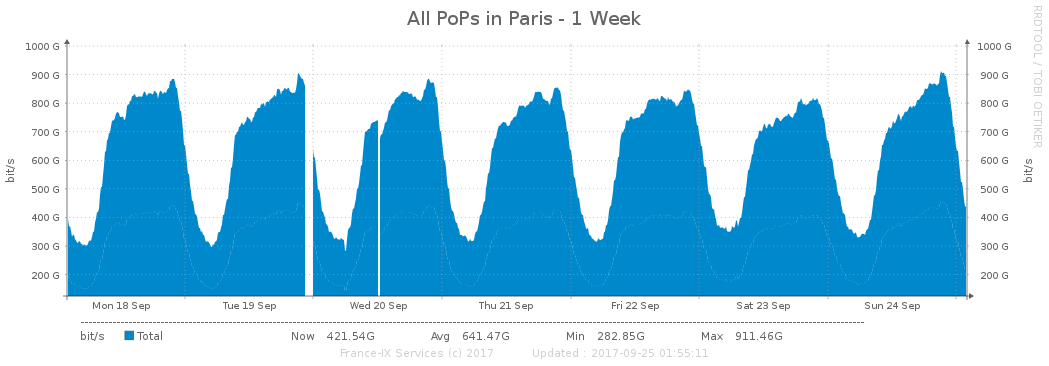 All PoPs in Paris - 1 Week
RRDTOOL / TOBI OETIKER
1000 G 1000 G
900 G 900 G
800 G 800 G
700 G 700 G
600 G 600 G
500 G 500 G
400 G 400 G
300 G 300 G
200 G 200 G
bit/s bit/s
Mon 18 Sep Tue 19 Sep Wed 20 Sep Thu 21 Sep Fri 22 Sep Sat 23 Sep Sun 24 Sep
bit/s Total Now 421.54G Avg 641.47G Min 282.85G Max 911.46G
France-IX Services (c) 2017 Updated : 2017-09-25 01:55:11